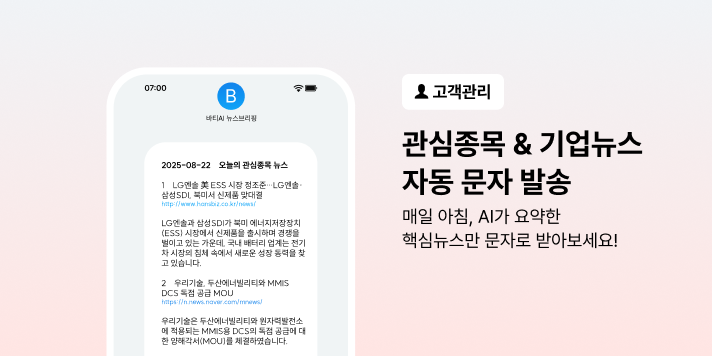 07:00
B
바티AI 뉴스브리핑
2025-08-22 오늘의 관심종목 뉴스
1 LG엔솔 美 ESS 시장 정조준…LG엔솔·
삼성SDI, 북미서 신제품 맞대결
http://www.hansbiz.co.kr/news/
LG엔솔과 삼성SDI가 북미 에너지저장장치
(ESS) 시장에서 신제품을 출시하며 경쟁을
벌이고 있는 가운데, 국내 배터리 업계는 전기
차 시장의 침체 속에서 새로운 성장 동력을 찾
고 있습니다.
2 우리기술, 두산에너빌리티와 MMIS
DCS 독점 공급 MOU
https://n.news.naver.com/mnews/
우리기술은 두산에너빌리티와 원자력발전소
에 적용되는 MMIS용 DCS의 독점 공급에 대
한 양해각서(MOU)를 체결하였습니다.
고객관리
관심종목 & 기업뉴스
자동 문자 발송
매일 아침, AI가 요약한
핵심뉴스만 문자로 받아보세요!